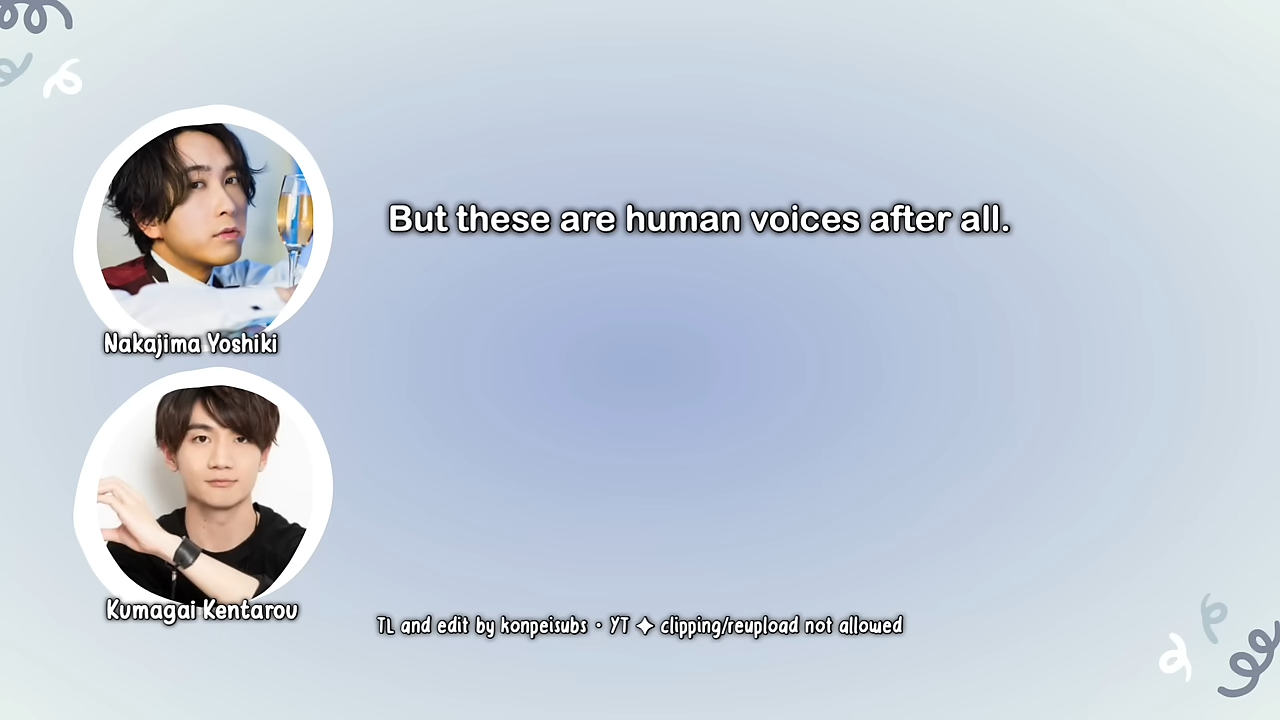 But these are human voices after all.
Nakajima Yoshiki
Kumagai Kentarou
TL and edit by konpeisubs • YT ✦ clipping/reupload not allowed